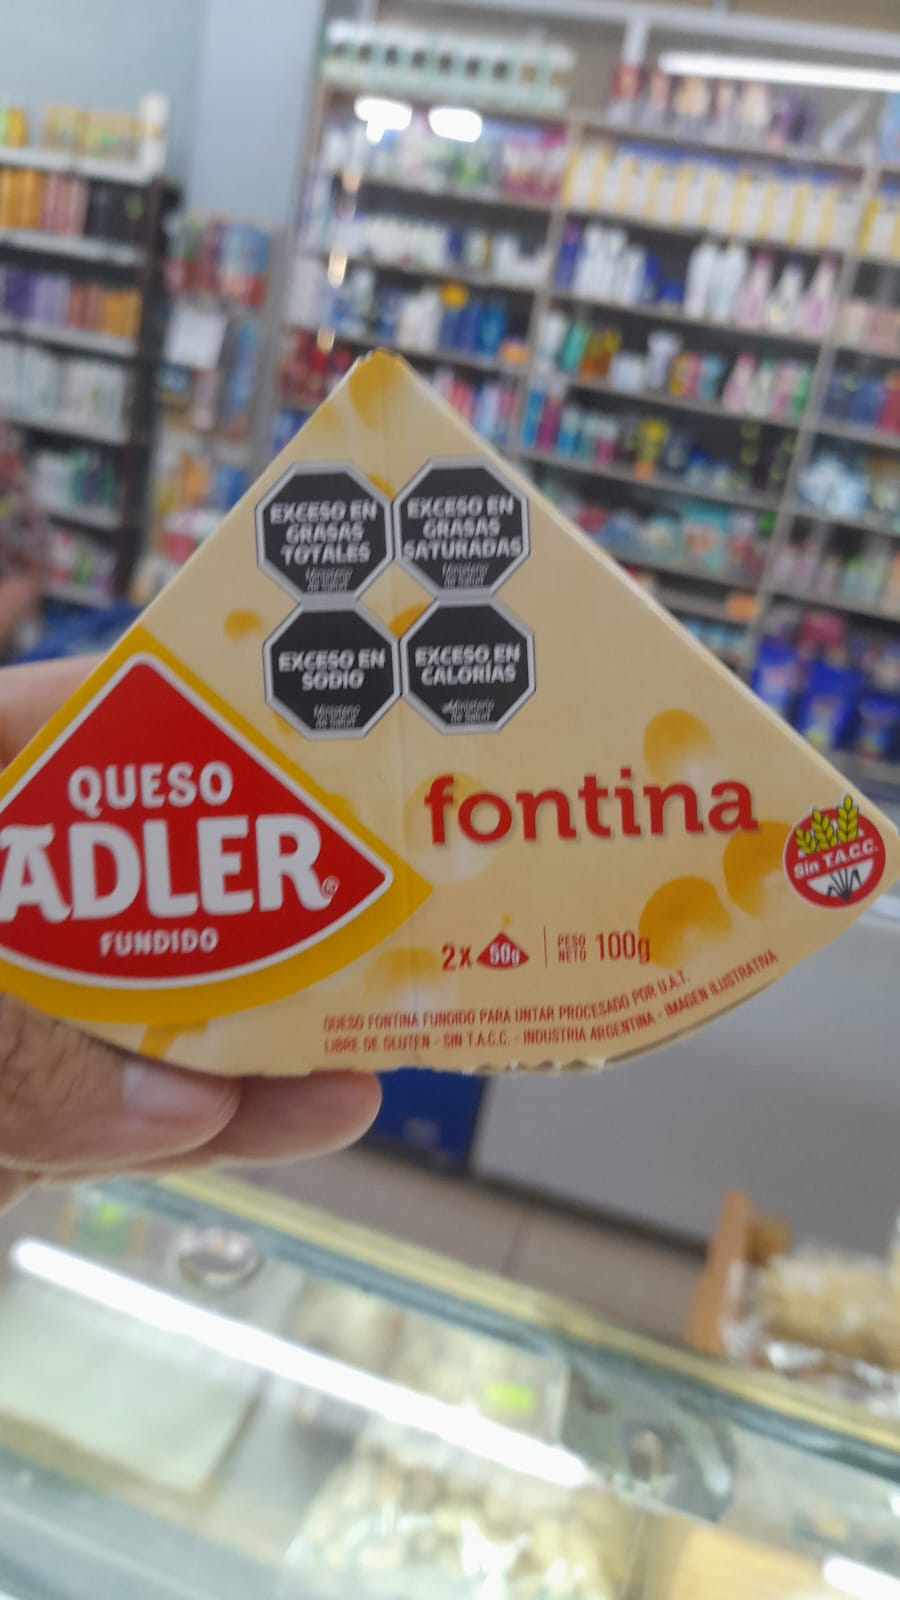 EXCESO EN
GRASAS
TOTALES
Ministerio
de Salud
EXCESO EN
GRASAS
SATURADAS
Ministerio
de Salud
EXCESO EN
SODIO
Ministerio
de Salud
EXCESO EN
CALORÍAS
Ministerio
de Salud
QUESO
ADLER®
FUNDIDO
fontina
Sin T.A.C.C.
2x 50g
PESO
NETO 100g
QUESO FONTINA FUNDIDO PARA UNTAR PROCESADO POR U.A.T.
LIBRE DE GLUTEN - SIN T.A.C.C. - INDUSTRIA ARGENTINA - IMAGEN ILUSTRATIVA